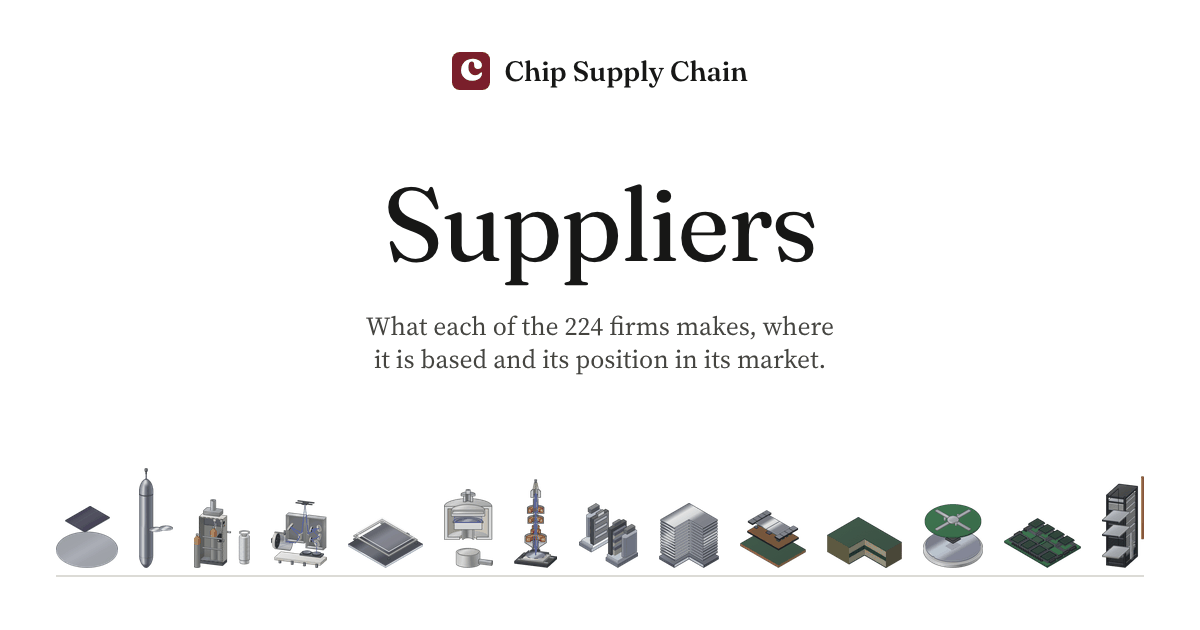 C
Chip Supply Chain
Suppliers
What each of the 224 firms makes, where
it is based and its position in its market.